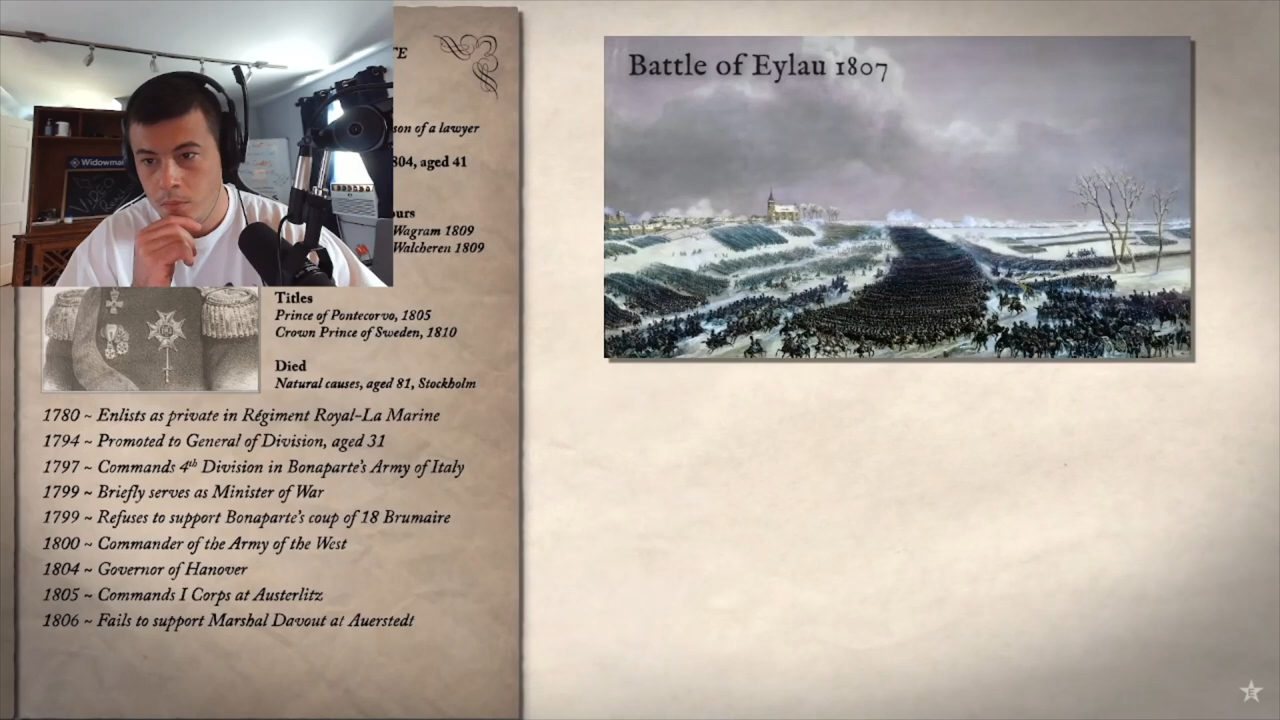 TE
son of a lawyer
804, aged 41
ours
Wagram 1809
Walcheren 1809
Widowma
Titles
Prince of Pontecorvo, 1805
Crown Prince of Sweden, 1810
Died
Natural causes, aged 81, Stockholm
1780 ~ Enlists as private in Régiment Royal-La Marine
1794 ~ Promoted to General of Division, aged 31
1797 ~ Commands 4th Division in Bonaparte's Army of Italy
1799 ~ Briefly serves as Minister of War
1799 ~ Refuses to support Bonaparte's coup of 18 Brumaire
1800 ~ Commander of the Army of the West
1804 ~ Governor of Hanover
1805 ~ Commands I Corps at Austerlitz
1806 ~ Fails to support Marshal Davout at Auerstedt
Battle of Eylau 1807
E